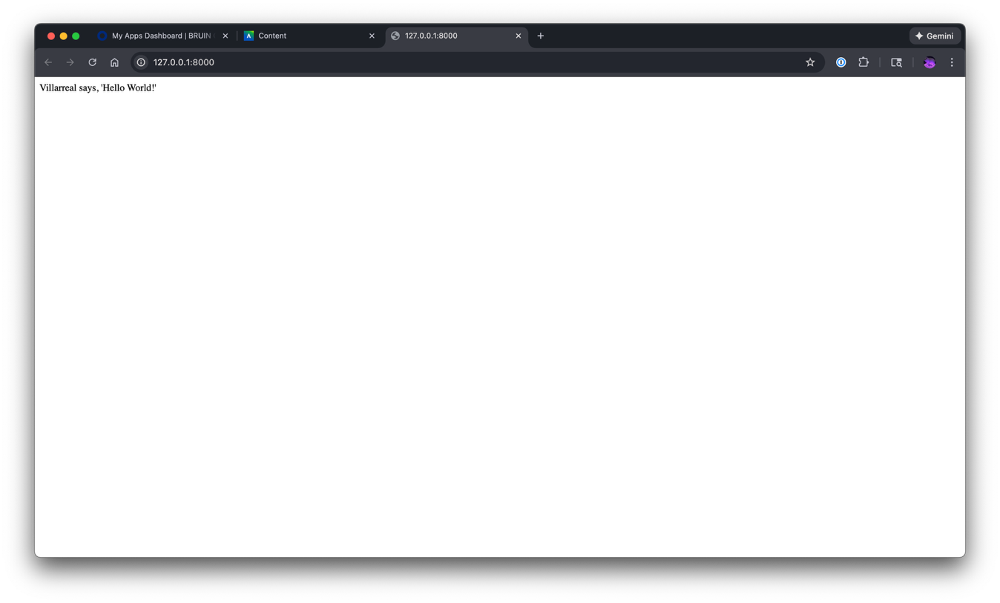 My Apps Dashboard | BRUIN
Content
127.0.0.1:8000
Gemini
127.0.0.1:8000
Villarreal says, 'Hello World!'